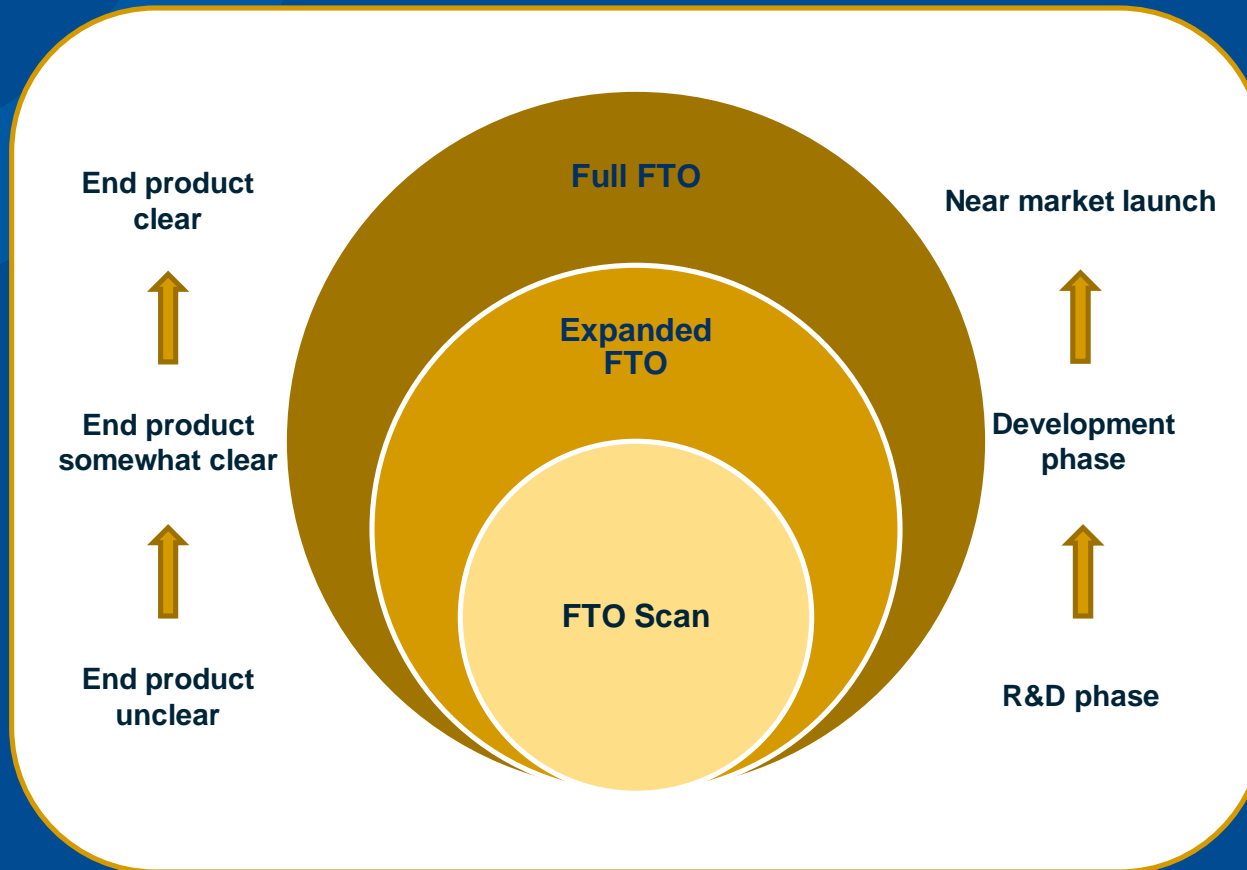 Full FTO
End product
clear
Near market launch
Expanded
FTO
End product
somewhat clear
Development
phase
FTO Scan
End product
unclear
R&D phase